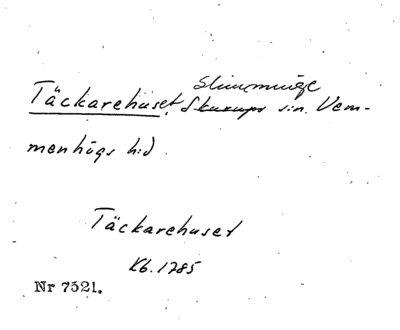 Slimminge
Täckarehuset, Skurups s:n. Vem-
menhögs h:d
Täckarehuset
Kb. 1785
Nr 7521.